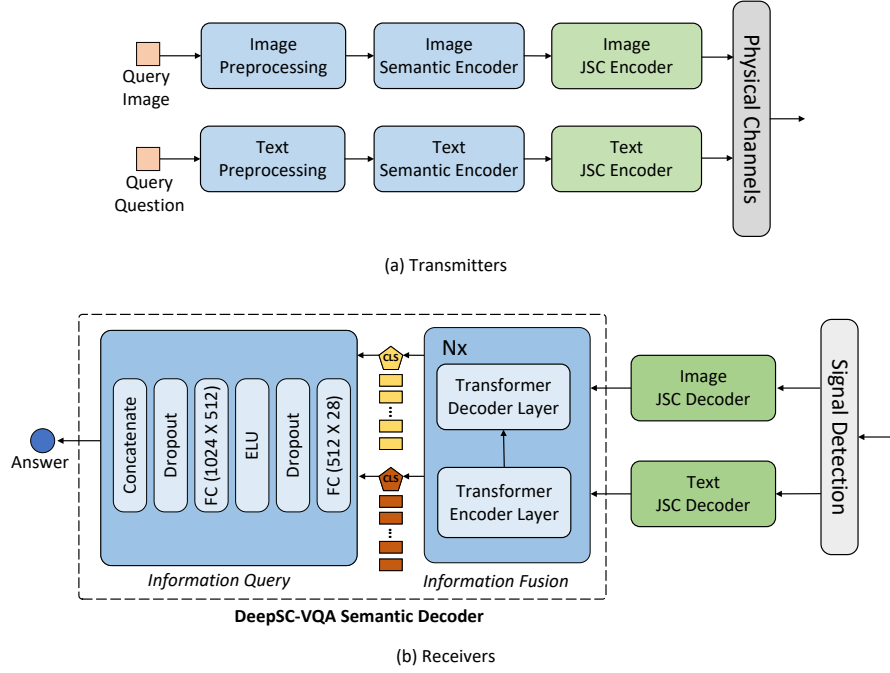 Query
Image
Image
Preprocessing
Image
Semantic Encoder
Image
JSC Encoder
Physical Channels
Query
Question
Text
Preprocessing
Text
Semantic Encoder
Text
JSC Encoder
(a) Transmitters
Answer
Concatenate
Dropout
FC (1024 X 512)
ELU
Dropout
FC (512 X 28)
Information Query
CLS
CLS
Nx
Transformer
Decoder Layer
Transformer
Encoder Layer
Information Fusion
DeepSC-VQA Semantic Decoder
Image
JSC Decoder
Text
JSC Decoder
Signal Detection
(b) Receivers